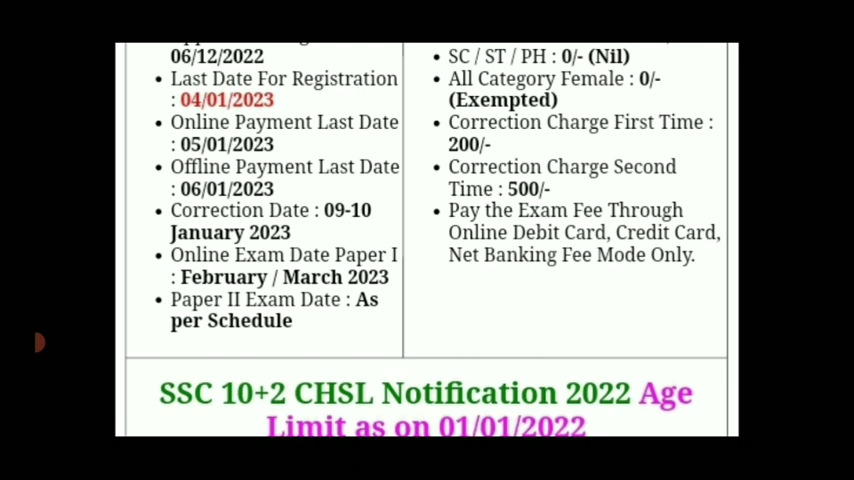 06/12/2022
• Last Date For Registration
: 04/01/2023
• Online Payment Last Date
: 05/01/2023
• Offline Payment Last Date
: 06/01/2023
• Correction Date : 09-10
January 2023
• Online Exam Date Paper I
: February / March 2023
• Paper II Exam Date : As
per Schedule
• SC / ST / PH : 0/- (Nil)
• All Category Female : 0/-
(Exempted)
• Correction Charge First Time :
200/-
• Correction Charge Second
Time : 500/-
• Pay the Exam Fee Through
Online Debit Card, Credit Card,
Net Banking Fee Mode Only.
SSC 10+2 CHSL Notification 2022 Age
Limit as on 01/01/2022